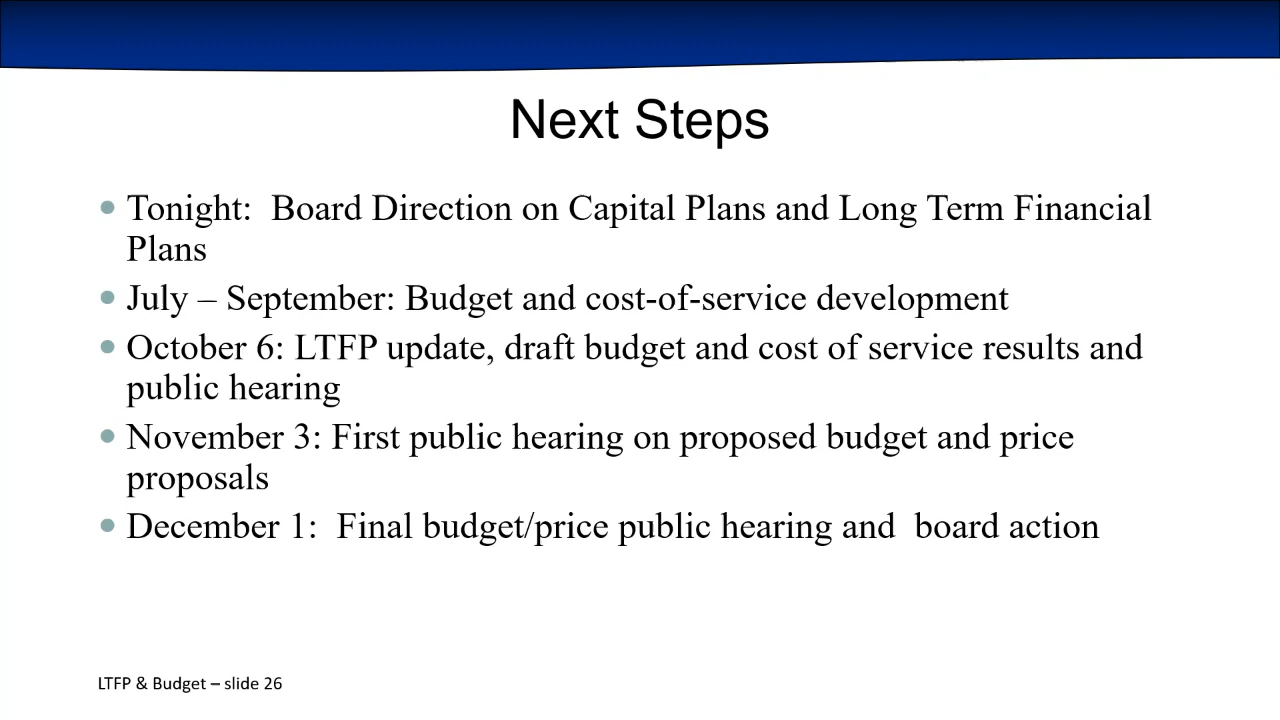 Next Steps
• Tonight:  Board Direction on Capital Plans and Long Term Financial
Plans
• July – September: Budget and cost-of-service development
• October 6: LTFP update, draft budget and cost of service results and
public hearing
• November 3: First public hearing on proposed budget and price
proposals
• December 1:  Final budget/price public hearing and  board action
LTFP & Budget – slide 26